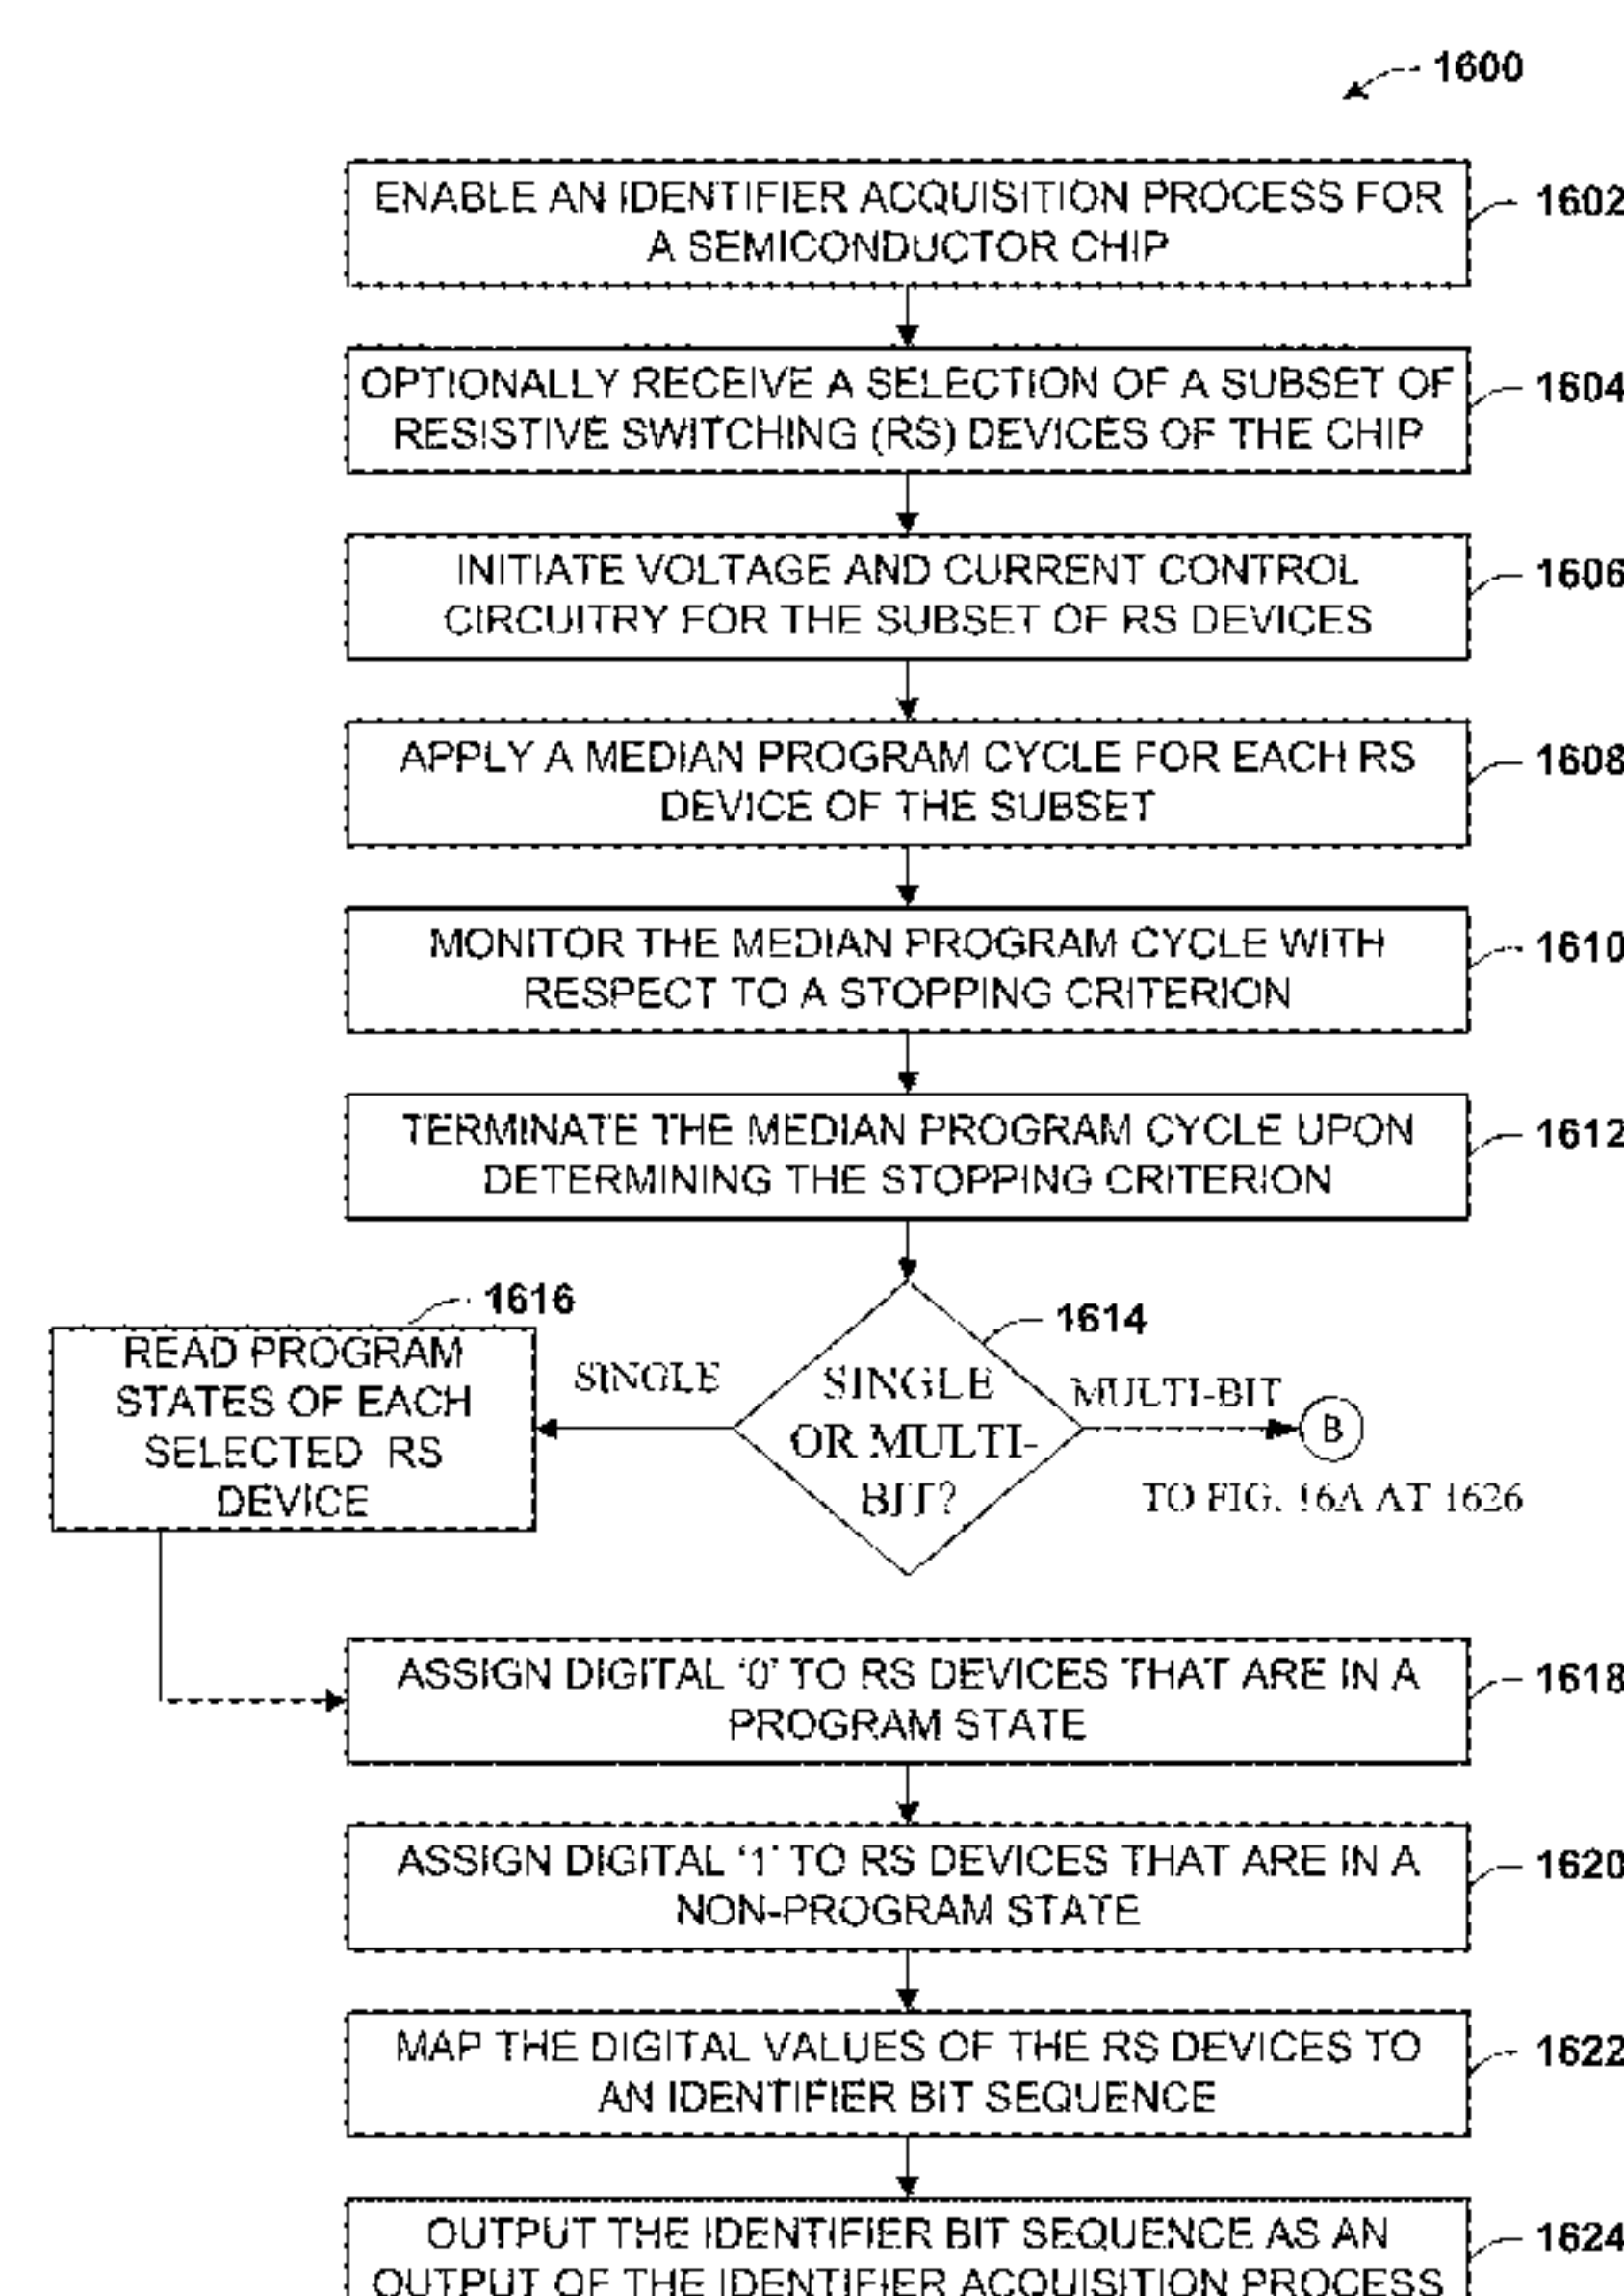 1600
ENABLE AN IDENTIFIER ACQUISITION PROCESS FOR
A SEMICONDUCTOR CHIP
1602
OPTIONALLY RECEIVE A SELECTION OF A SUBSET OF
RESISTIVE SWITCHING (RS) DEVICES OF THE CHIP
1604
INITIATE VOLTAGE AND CURRENT CONTROL
CIRCUITRY FOR THE SUBSET OF RS DEVICES
1606
APPLY A MEDIAN PROGRAM CYCLE FOR EACH RS
DEVICE OF THE SUBSET
1608
MONITOR THE MEDIAN PROGRAM CYCLE WITH
RESPECT TO A STOPPING CRITERION
1610
TERMINATE THE MEDIAN PROGRAM CYCLE UPON
DETERMINING THE STOPPING CRITERION
1612
1616
READ PROGRAM
STATES OF EACH
SELECTED RS
DEVICE
SINGLE
1614
SINGLE
OR MULTI-
BIT?
MULTI-BIT
B
TO FIG. 16A AT 1626
ASSIGN DIGITAL ‘0’ TO RS DEVICES THAT ARE IN A
PROGRAM STATE
1618
ASSIGN DIGITAL ‘1’ TO RS DEVICES THAT ARE IN A
NON-PROGRAM STATE
1620
MAP THE DIGITAL VALUES OF THE RS DEVICES TO
AN IDENTIFIER BIT SEQUENCE
1622
OUTPUT THE IDENTIFIER BIT SEQUENCE AS AN
OUTPUT OF THE IDENTIFIER ACQUISITION PROCESS
1624